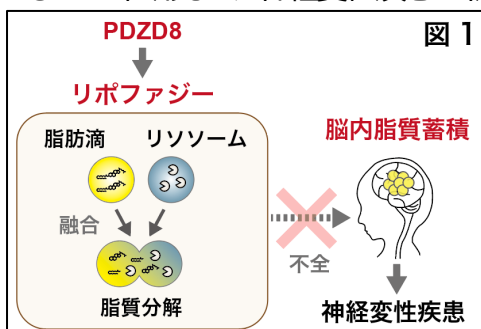 PDZD8
図 1
リポファジー
脂肪滴 リソソーム
融合
脂質分解
不全
脳内脂質蓄積
神経変性疾患